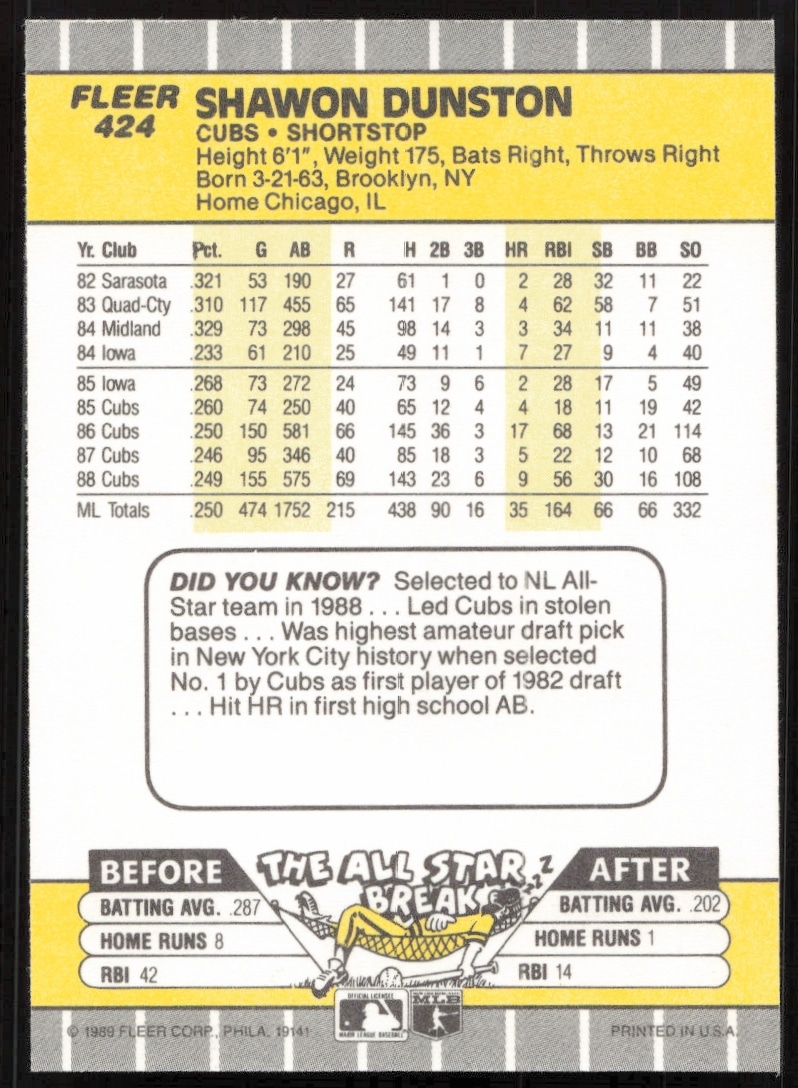 FLEER 424
SHAWON DUNSTON
CUBS • SHORTSTOP
Height 6'1", Weight 175, Bats Right, Throws Right
Born 3-21-63, Brooklyn, NY
Home Chicago, IL
Yr. Club Pct. G AB R H 2B 3B HR RBI SB BB SO
82 Sarasota .321 53 190 27 61 1 0 2 28 32 11 22
83 Quad-Cty .310 117 455 65 141 17 8 4 62 58 7 51
84 Midland .329 73 298 45 98 14 3 3 34 11 11 38
84 Iowa .233 61 210 25 49 11 1 7 27 9 4 40
85 Iowa .268 73 272 24 73 9 6 2 28 17 5 49
85 Cubs .260 74 250 40 65 12 4 4 18 11 19 42
86 Cubs .250 150 581 66 145 36 3 17 68 13 21 114
87 Cubs .246 95 346 40 85 18 3 5 22 12 10 68
88 Cubs .249 155 575 69 143 23 6 9 56 30 16 108
ML Totals .250 474 1752 215 438 90 16 35 164 66 66 332
DID YOU KNOW? Selected to NL All-
Star team in 1988 . . . Led Cubs in stolen
bases . . . Was highest amateur draft pick
in New York City history when selected
No. 1 by Cubs as first player of 1982 draft
. . . Hit HR in first high school AB.
THE ALL STAR
BREAK
ZZZ
BEFORE
BATTING AVG. .287
HOME RUNS 8
RBI 42
AFTER
BATTING AVG. .202
HOME RUNS 1
RBI 14
OFFICIAL LICENSEE
MAJOR LEAGUE BASEBALL
MLB
© 1989 FLEER CORP., PHILA. 19141
PRINTED IN U.S.A.